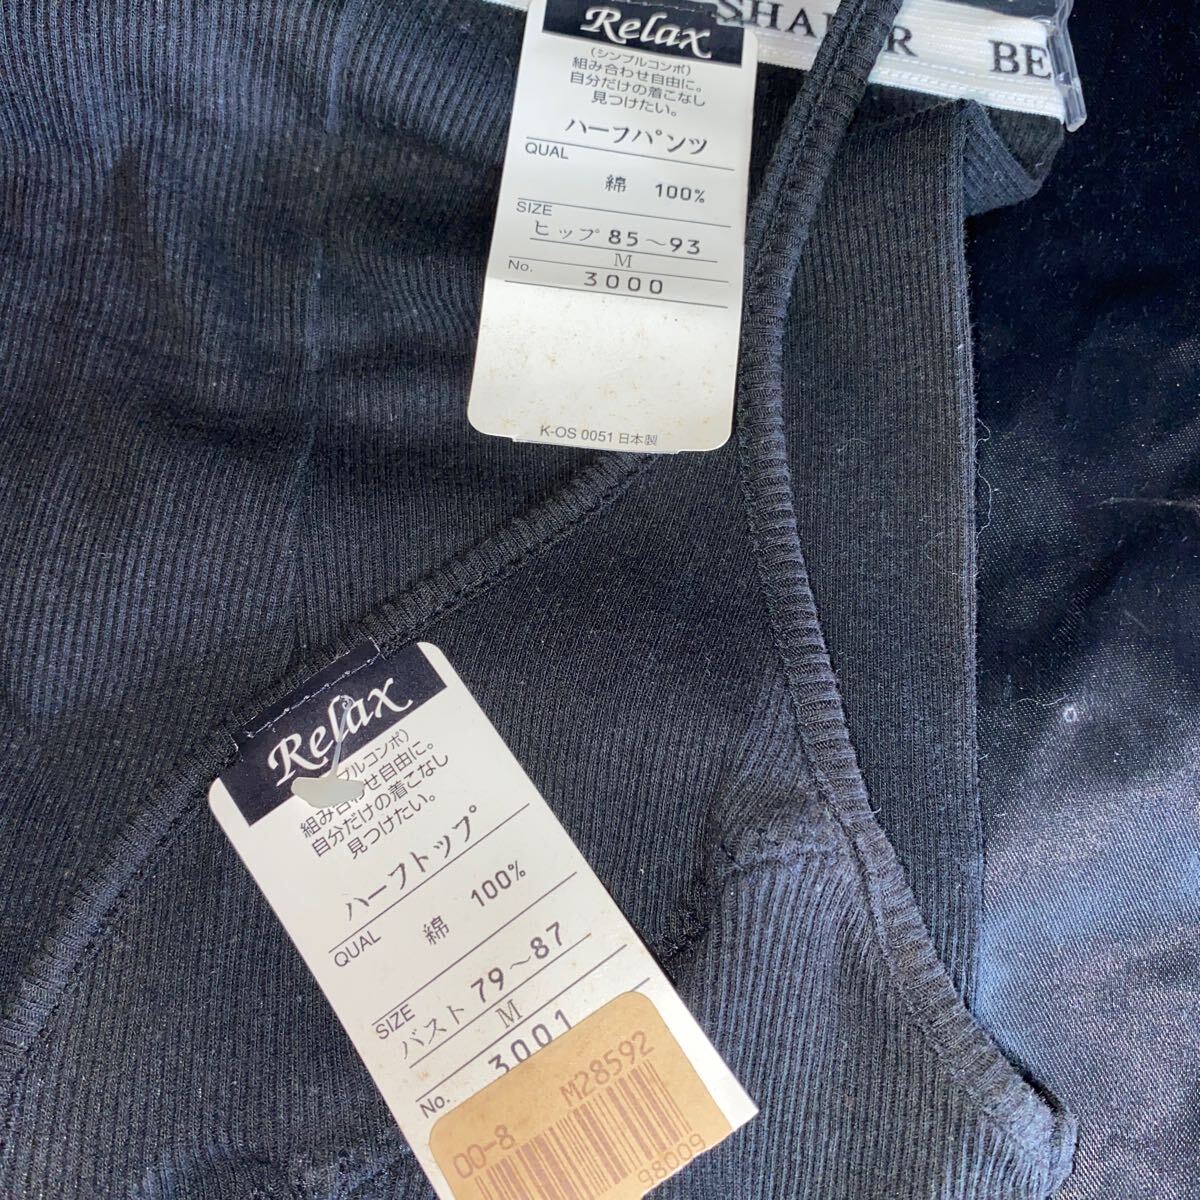 SHAPER BE
Relax
(シンプルコンポ)
組み合わせ自由に。
自分だけの着こなし
見つけたい。
ハーフパンツ
QUAL
綿 100%
SIZE
ヒップ 85～93
M
No. 3000
K-OS 0051 日本製
Relax
プルコンポ)
組み合わせ自由に。
自分だけの着こなし
見つけたい。
ハーフトップ
QUAL
綿 100%
SIZE
バスト 79～87
M
No. 3001
M28592
00-8
98009